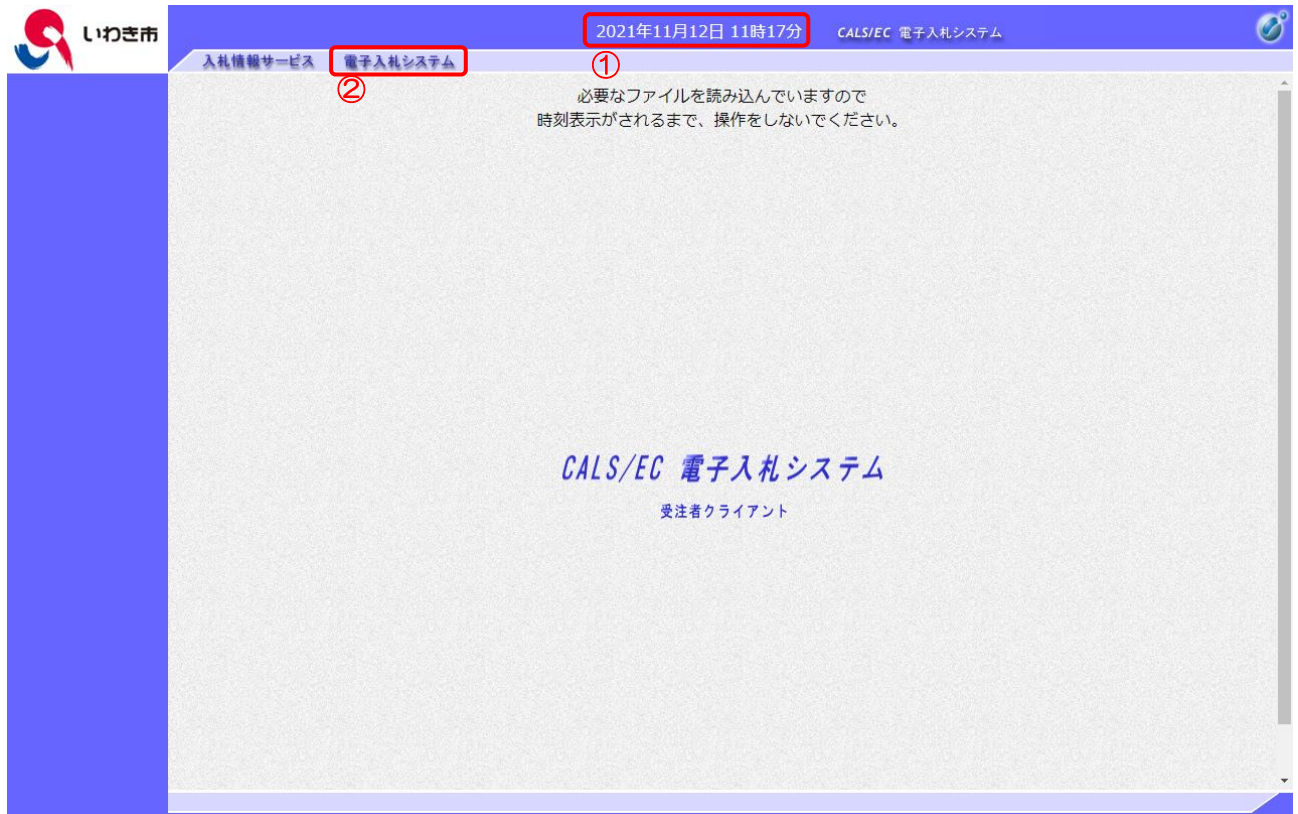 いわき市
2021年11月12日 11時17分 CALS/EC 電子入札システム
入札情報サービス 電子入札システム
①
②
必要なファイルを読み込んでいますので
時刻表示がされるまで、操作をしないでください。
CALS/EC 電子入札システム
受注者クライアント